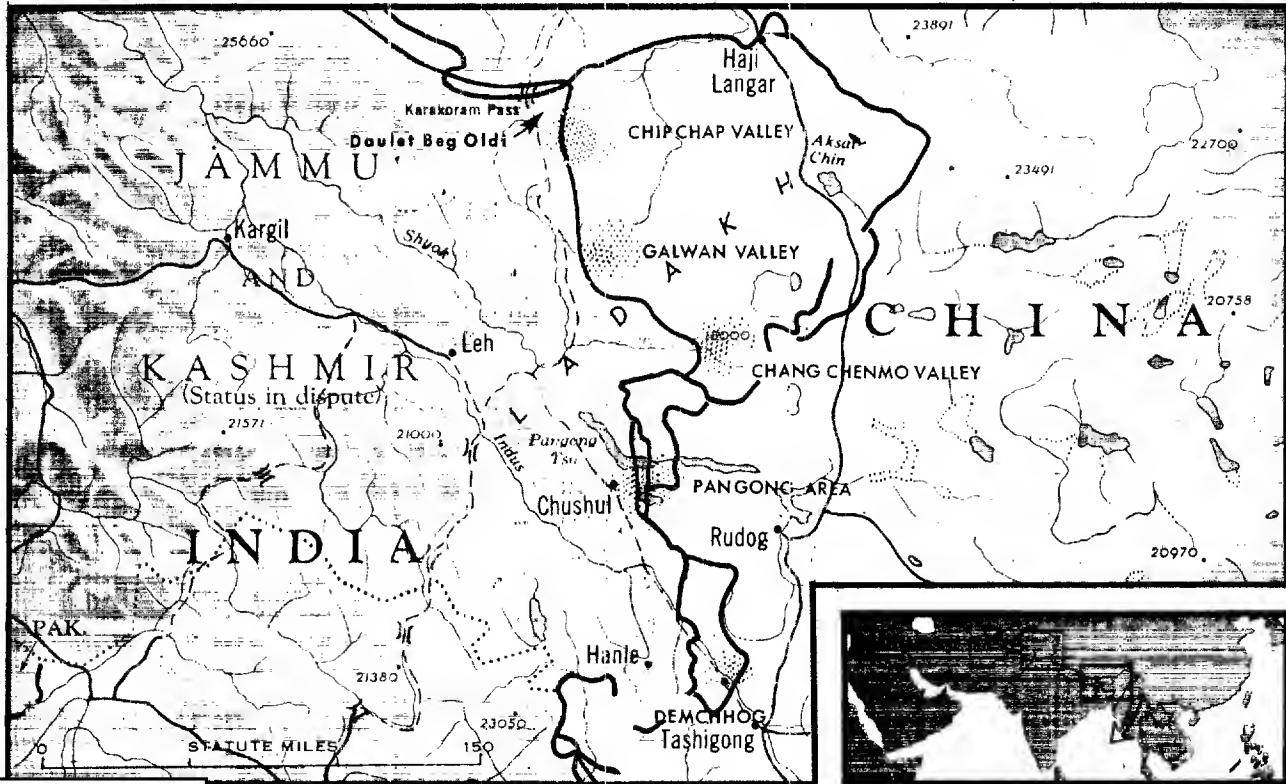 25660
23891
Haji
Langar
Karakoram Pass
Daulet Beg Oldi
CHIPCHAP VALLEY
Aksai
Chin
22700
JAMMU
23491
Kargil
Shyok
GALWAN VALLEY
AND
LADAKH
20758
CHINA
Leh
KASHMIR
(Status in dispute)
CHANG CHENMO VALLEY
21571
21000
Indus
Pangong
Tso
PANGONG AREA
Chushul
Rudog
INDIA
20970
PAK.
Hanle
21380
DEMCHHOG
23050
Tashigong
0 STATUTE MILES 150